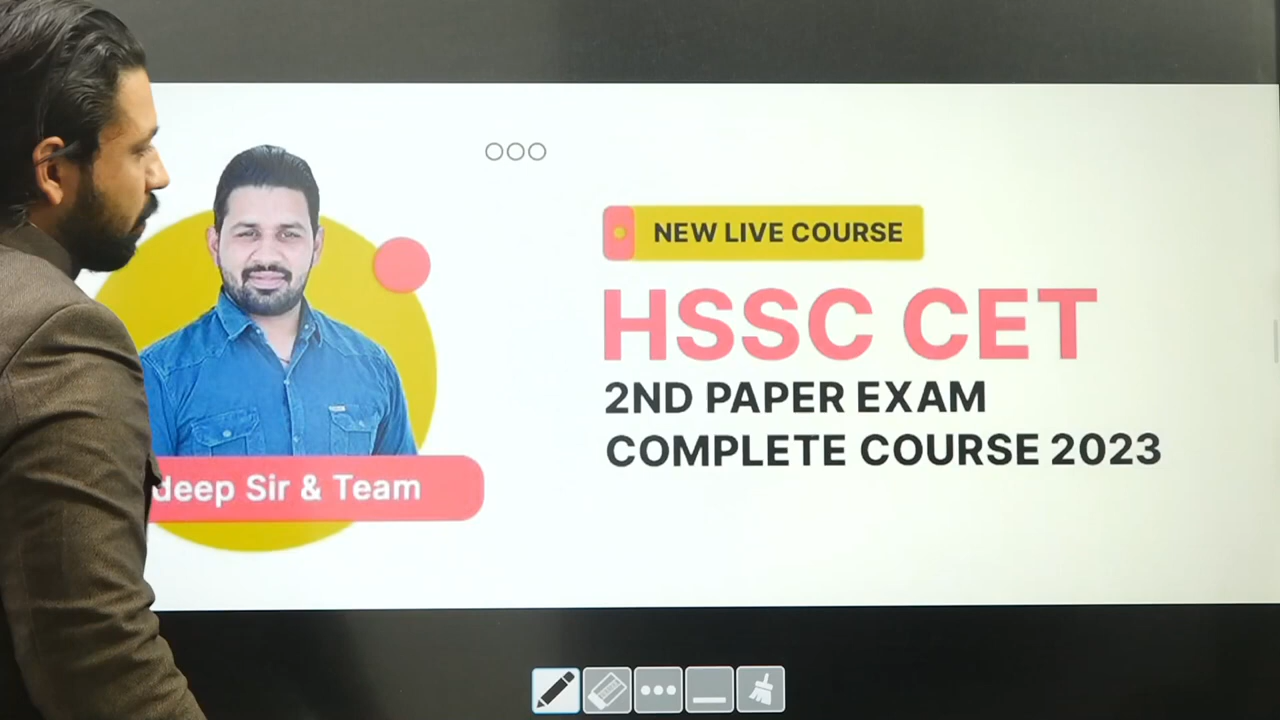 NEW LIVE COURSE
HSSC CET
2ND PAPER EXAM
COMPLETE COURSE 2023
Sir & Team